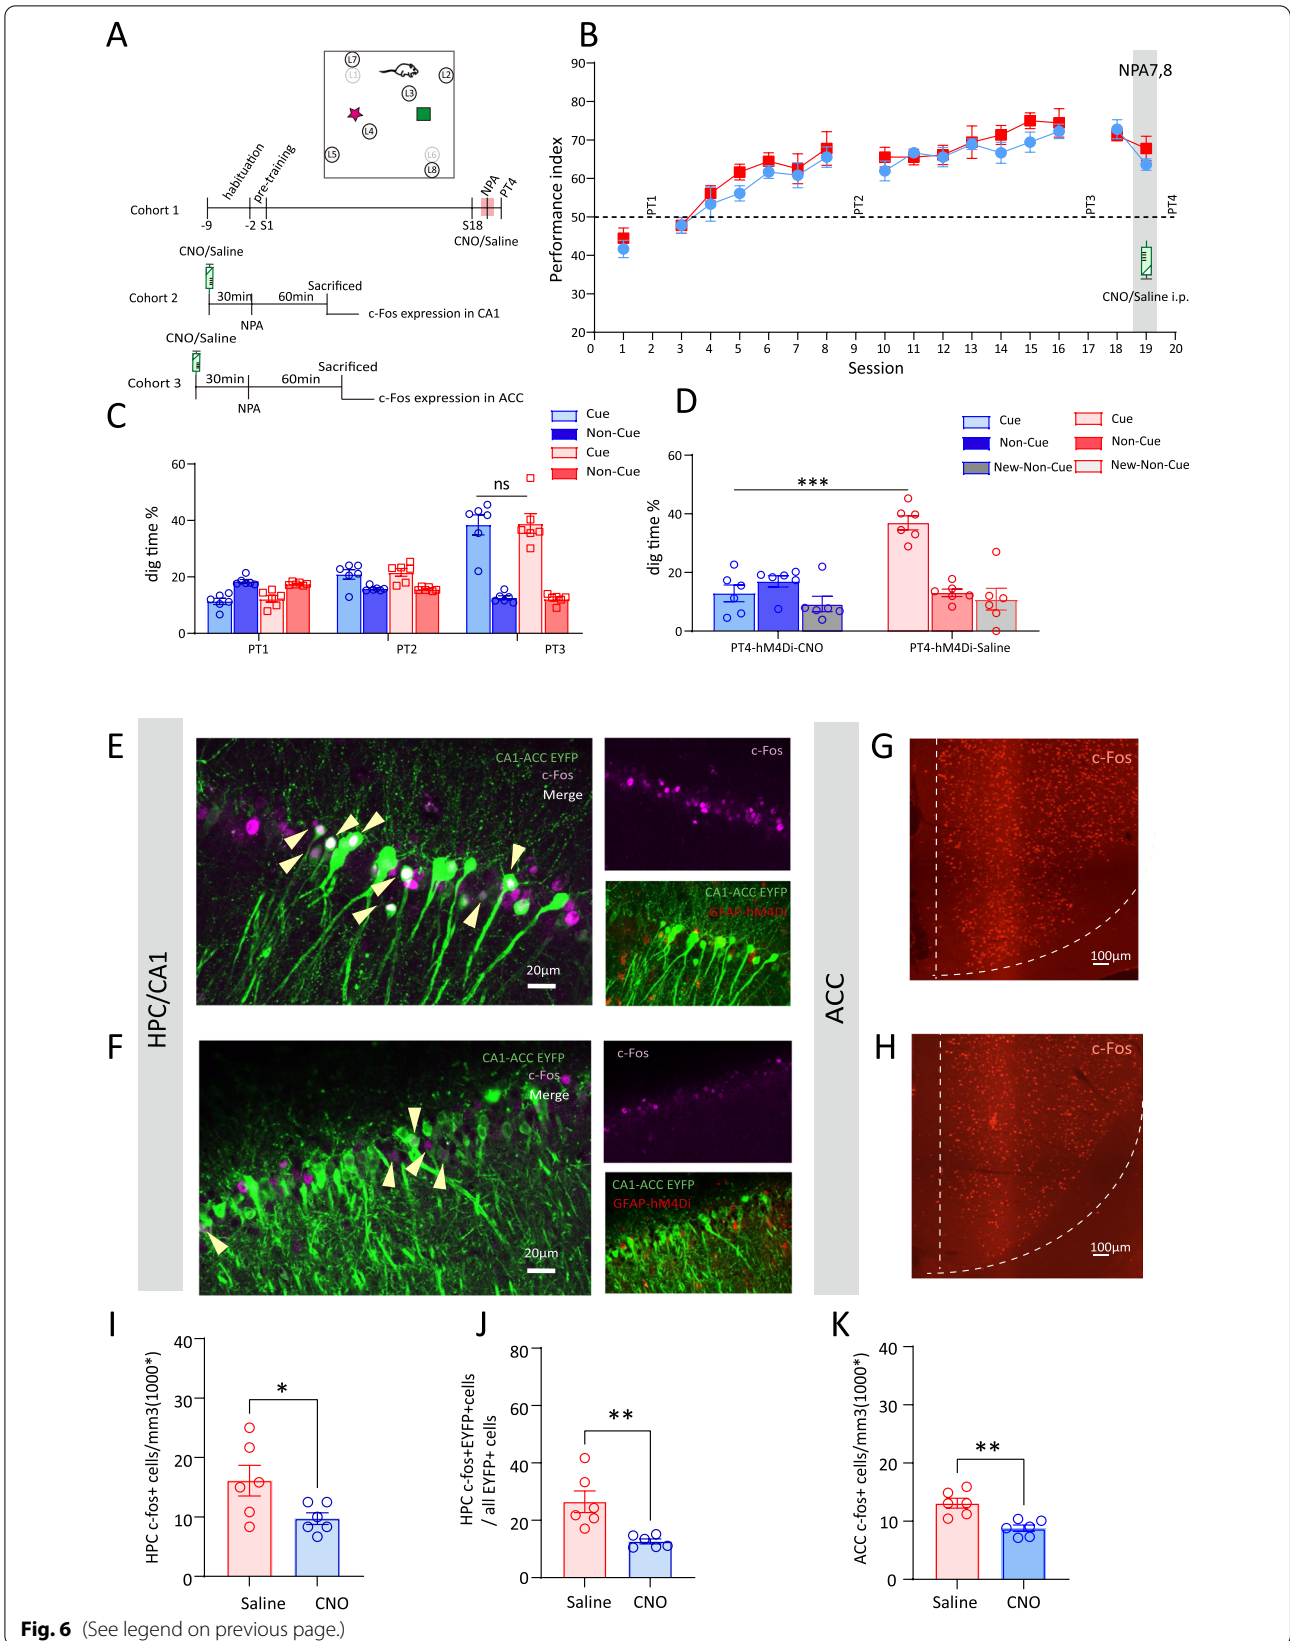 A
L7
L1
L2
L3
L4
L5
L6
L8
habituation
pre-training
NPA
PT4
Cohort 1
-9
-2 S1
S18
CNO/Saline
CNO/Saline
Cohort 2
30min
60min
Sacrificed
NPA
c-Fos expression in CA1
CNO/Saline
Cohort 3
30min
60min
Sacrificed
NPA
c-Fos expression in ACC
B
Performance index
90
80
70
60
50
40
30
20
NPA7,8
PT1
PT2
PT3
PT4
CNO/Saline i.p.
0 1 2 3 4 5 6 7 8 9 10 11 12 13 14 15 16 17 18 19 20
Session
C
Cue
Non-Cue
Cue
Non-Cue
dig time %
60
40
20
0
ns
PT1 PT2 PT3
D
Cue
Non-Cue
New-Non-Cue
Cue
Non-Cue
New-Non-Cue
dig time %
60
40
20
0
***
PT4-hM4Di-CNO PT4-hM4Di-Saline
HPC/CA1
E
CA1-ACC EYFP
c-Fos
Merge
20μm
c-Fos
CA1-ACC EYFP
GFAP-hM4Di
F
CA1-ACC EYFP
c-Fos
Merge
20μm
c-Fos
CA1-ACC EYFP
GFAP-hM4Di
ACC
G
c-Fos
100μm
H
c-Fos
100μm
I
HPC c-fos+ cells/mm3(1000*)
40
30
20
10
0
*
Saline CNO
J
HPC c-fos+EYFP+cells
/ all EYFP+ cells
80
60
40
20
0
**
Saline CNO
K
ACC c-fos+ cells/mm3(1000*)
40
30
20
10
0
**
Saline CNO
Fig. 6 (See legend on previous page.)